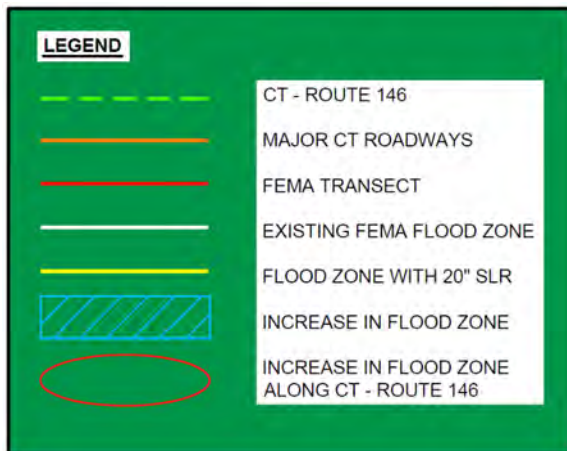 LEGEND
CT - ROUTE 146
MAJOR CT ROADWAYS
FEMA TRANSECT
EXISTING FEMA FLOOD ZONE
FLOOD ZONE WITH 20" SLR
INCREASE IN FLOOD ZONE
INCREASE IN FLOOD ZONE
ALONG CT - ROUTE 146